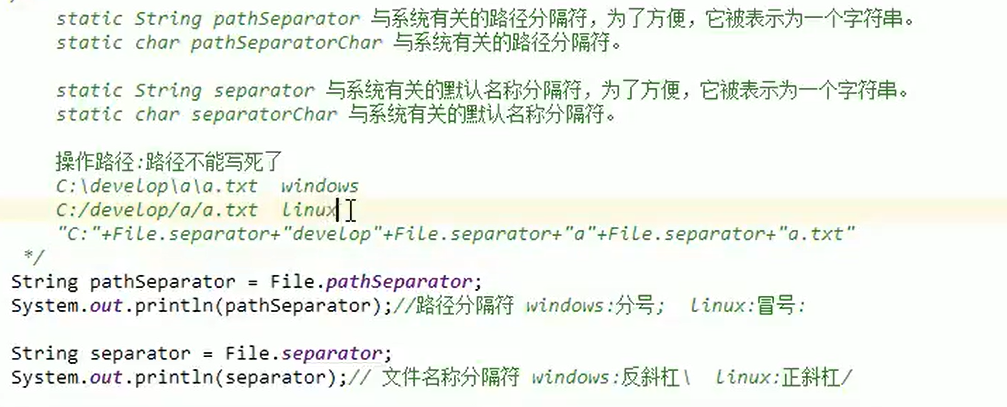 static String pathSeparator 与系统有关的路径分隔符，为了方便，它被表示为一个字符串。
static char pathSeparatorChar 与系统有关的路径分隔符。
static String separator 与系统有关的默认名称分隔符，为了方便，它被表示为一个字符串。
static char separatorChar 与系统有关的默认名称分隔符。
操作路径:路径不能写死了
C:\develop\a\a.txt  windows
C:/develop/a/a.txt  linux
"C:"+File.separator+"develop"+File.separator+"a"+File.separator+"a.txt"
*/
String pathSeparator = File.pathSeparator;
System.out.println(pathSeparator);//路径分隔符 windows:分号;  linux:冒号:
String separator = File.separator;
System.out.println(separator);// 文件名称分隔符 windows:反斜杠\  linux:正斜杠/